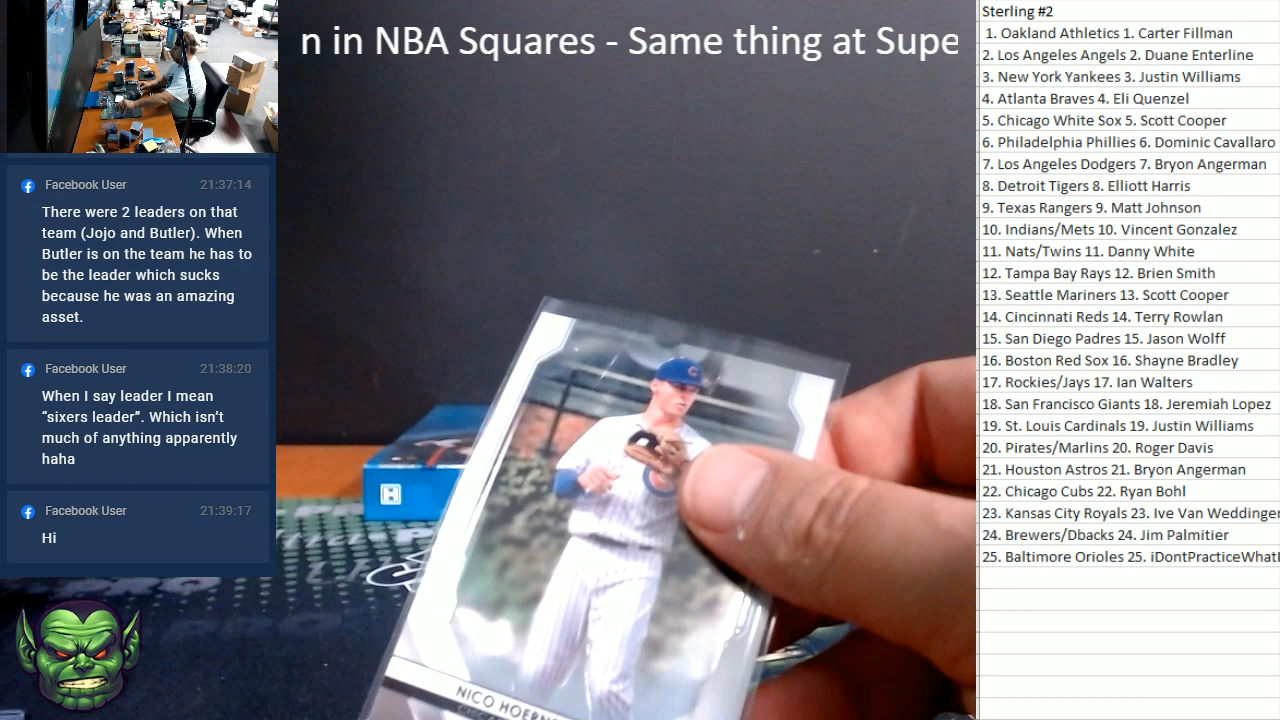 n in NBA Squares - Same thing at Supe
Facebook User 21:37:14
There were 2 leaders on that
team (Jojo and Butler). When
Butler is on the team he has to
be the leader which sucks
because he was an amazing
asset.
Facebook User 21:38:20
When I say leader I mean
“sixers leader”. Which isn’t
much of anything apparently
haha
Facebook User 21:39:17
Hi
NICO HOERN
Sterling #2
1. Oakland Athletics 1. Carter Fillman
2. Los Angeles Angels 2. Duane Enterline
3. New York Yankees 3. Justin Williams
4. Atlanta Braves 4. Eli Quenzel
5. Chicago White Sox 5. Scott Cooper
6. Philadelphia Phillies 6. Dominic Cavallaro
7. Los Angeles Dodgers 7. Bryon Angerman
8. Detroit Tigers 8. Elliott Harris
9. Texas Rangers 9. Matt Johnson
10. Indians/Mets 10. Vincent Gonzalez
11. Nats/Twins 11. Danny White
12. Tampa Bay Rays 12. Brien Smith
13. Seattle Mariners 13. Scott Cooper
14. Cincinnati Reds 14. Terry Rowlan
15. San Diego Padres 15. Jason Wolff
16. Boston Red Sox 16. Shayne Bradley
17. Rockies/Jays 17. Ian Walters
18. San Francisco Giants 18. Jeremiah Lopez
19. St. Louis Cardinals 19. Justin Williams
20. Pirates/Marlins 20. Roger Davis
21. Houston Astros 21. Bryon Angerman
22. Chicago Cubs 22. Ryan Bohl
23. Kansas City Royals 23. Ive Van Weddinger
24. Brewers/Dbacks 24. Jim Palmitier
25. Baltimore Orioles 25. iDontPracticeWhatI